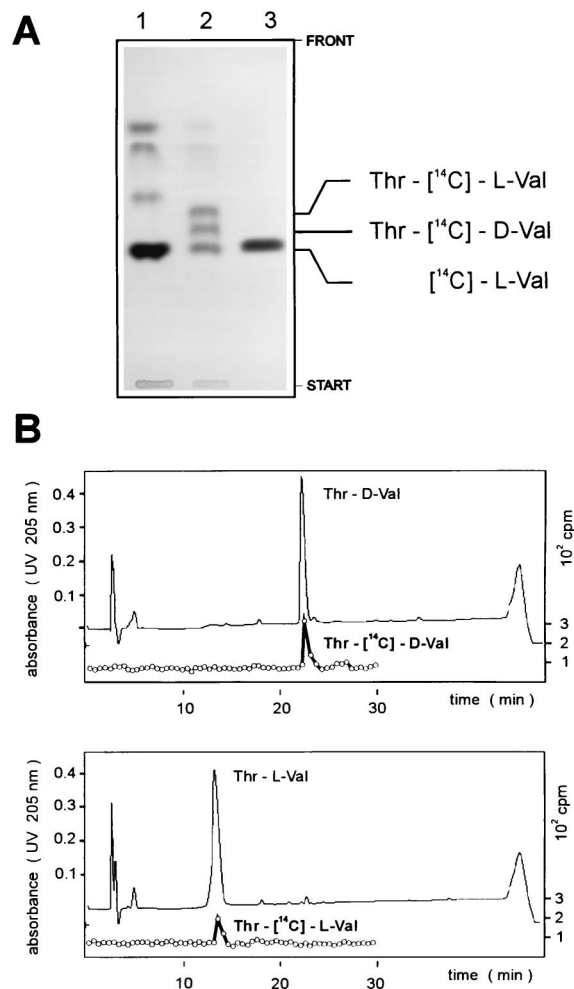 A
1 2 3
FRONT
Thr - [¹⁴C] - L-Val
Thr - [¹⁴C] - D-Val
[¹⁴C] - L-Val
START
B
absorbance ( UV 205 nm )
0.4
0.3
0.2
0.1
Thr - D-Val
Thr - [¹⁴C] - D-Val
10² cpm
3
2
1
10 20 30
time ( min )
absorbance ( UV 205 nm )
0.4
0.3
0.2
0.1
Thr - L-Val
Thr - [¹⁴C] - L-Val
10² cpm
3
2
1
10 20 30
time ( min )